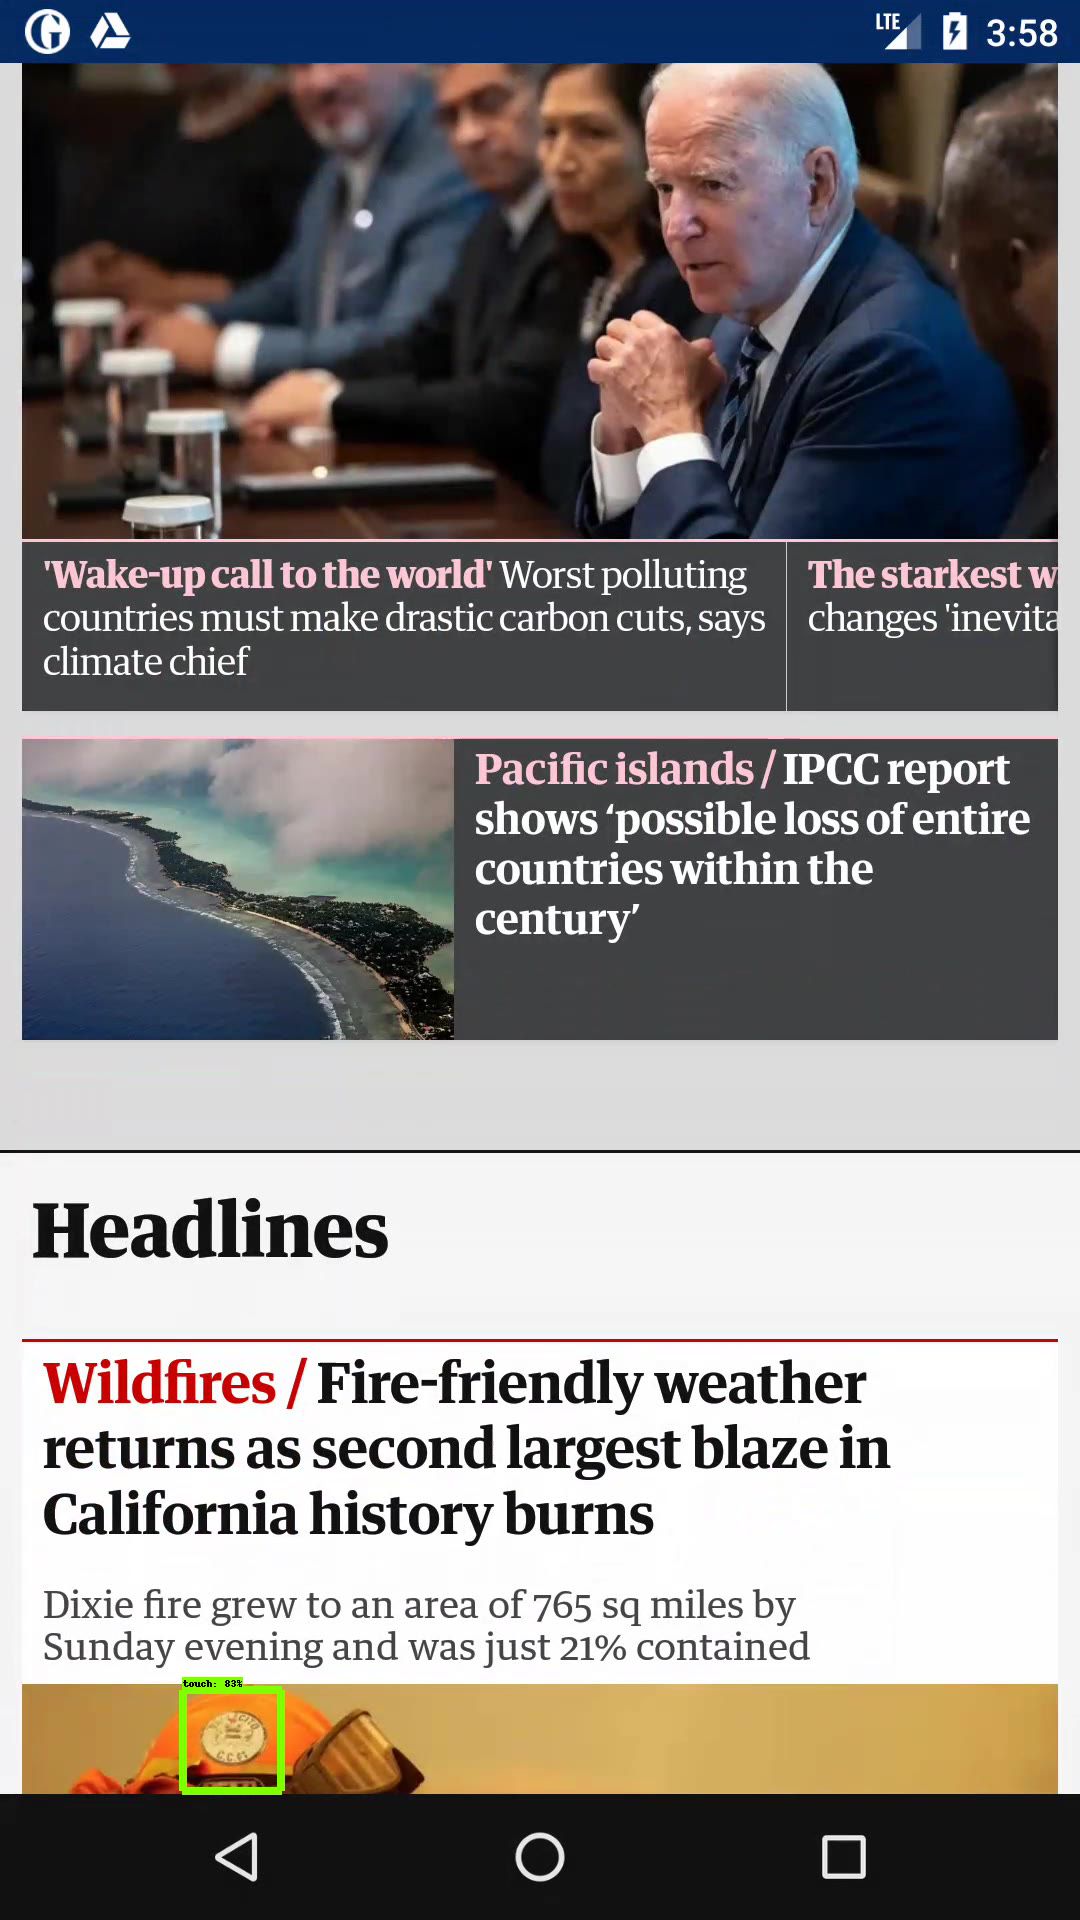 LTE 3:58
'Wake-up call to the world' Worst polluting
countries must make drastic carbon cuts, says
climate chief
The starkest w
changes 'inevita
Pacific islands / IPCC report
shows ‘possible loss of entire
countries within the
century’
Headlines
Wildfires / Fire-friendly weather
returns as second largest blaze in
California history burns
Dixie fire grew to an area of 765 sq miles by
Sunday evening and was just 21% contained
touch: 83%